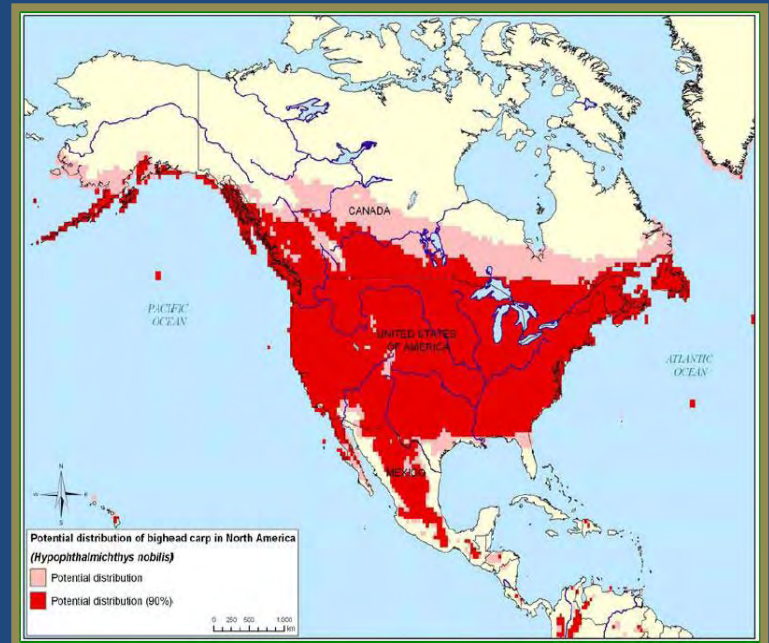 CANADA
PACIFIC
OCEAN
UNITED STATES
OF AMERICA
ATLANTIC
OCEAN
MEXICO
N
W
E
S
Potential distribution of bighead carp in North America
(Hypophthalmichthys nobilis)
Potential distribution
Potential distribution (90%)
0 250 500 1.000
km